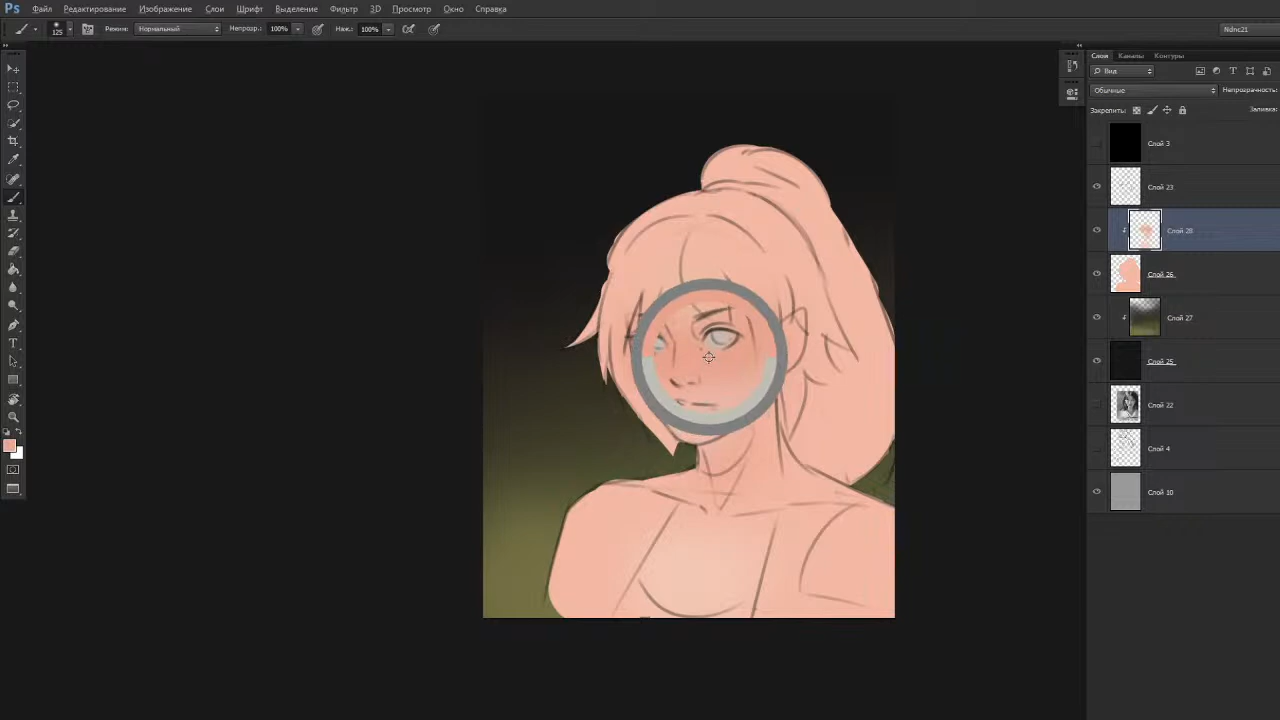 Ps Файл Редактирование Изображение Слои Шрифт Выделение Фильтр 3D Просмотр Окно Справка
125 Режим: Нормальный Непрозр.: 100% Наж.: 100% Ndnc21
Слои Каналы Контуры
Вид
Обычные Непрозрачность:
Закрепить: Заливка:
Слой 3
Слой 23
Слой 28
Слой 26
Слой 27
Слой 25
Слой 22
Слой 4
Слой 10